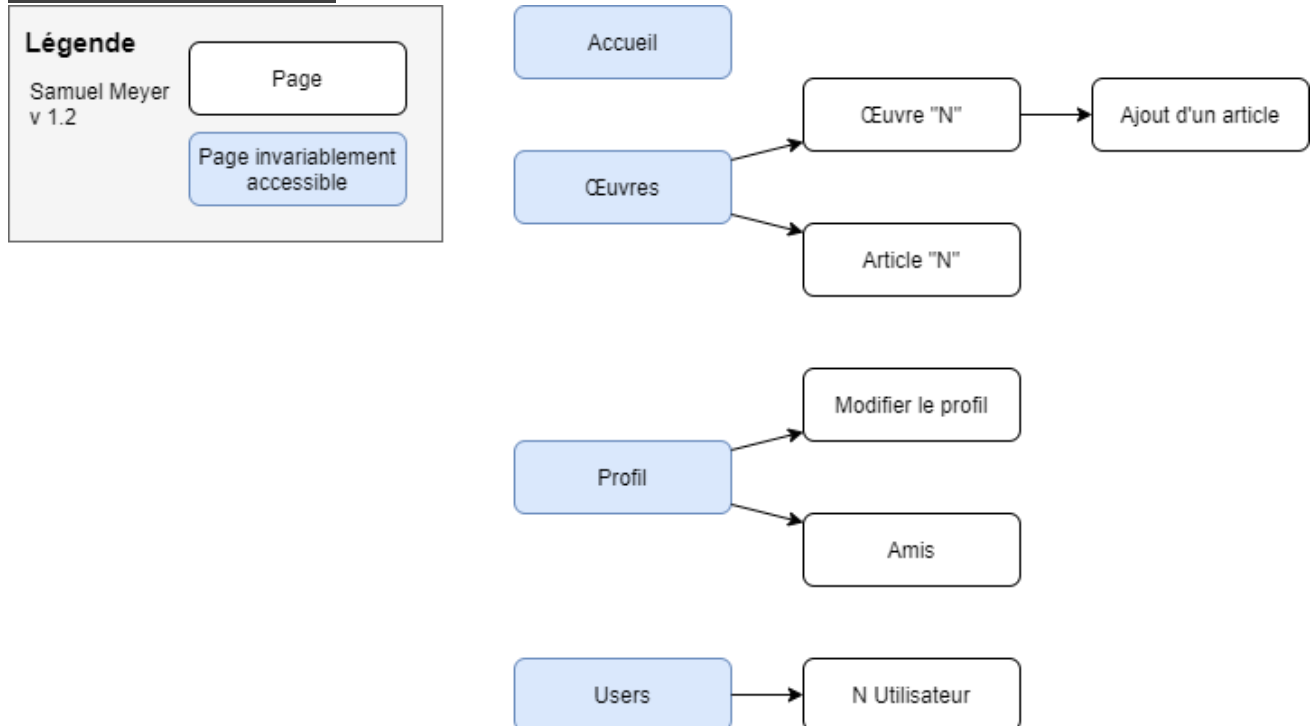 Légende
Samuel Meyer
v 1.2
Page
Page invariablement
accessible
Accueil
Œuvres
Œuvre "N"
Ajout d'un article
Article "N"
Profil
Modifier le profil
Amis
Users
N Utilisateur